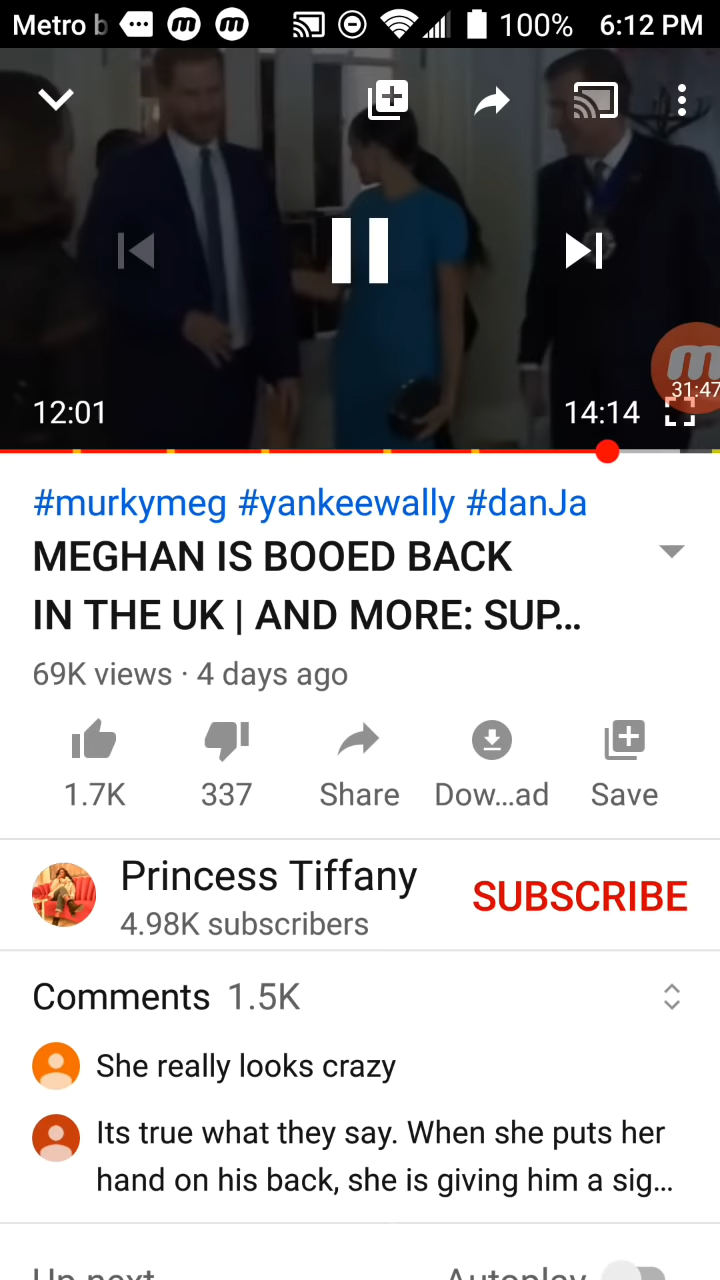 Metro b 100% 6:12 PM
31:47
12:01 14:14
#murkymeg #yankeewally #danJa
MEGHAN IS BOOED BACK
IN THE UK | AND MORE: SUP...
69K views · 4 days ago
1.7K 337 Share Dow...ad Save
Princess Tiffany
4.98K subscribers
SUBSCRIBE
Comments 1.5K
She really looks crazy
Its true what they say. When she puts her
hand on his back, she is giving him a sig...
Up next Autoplay